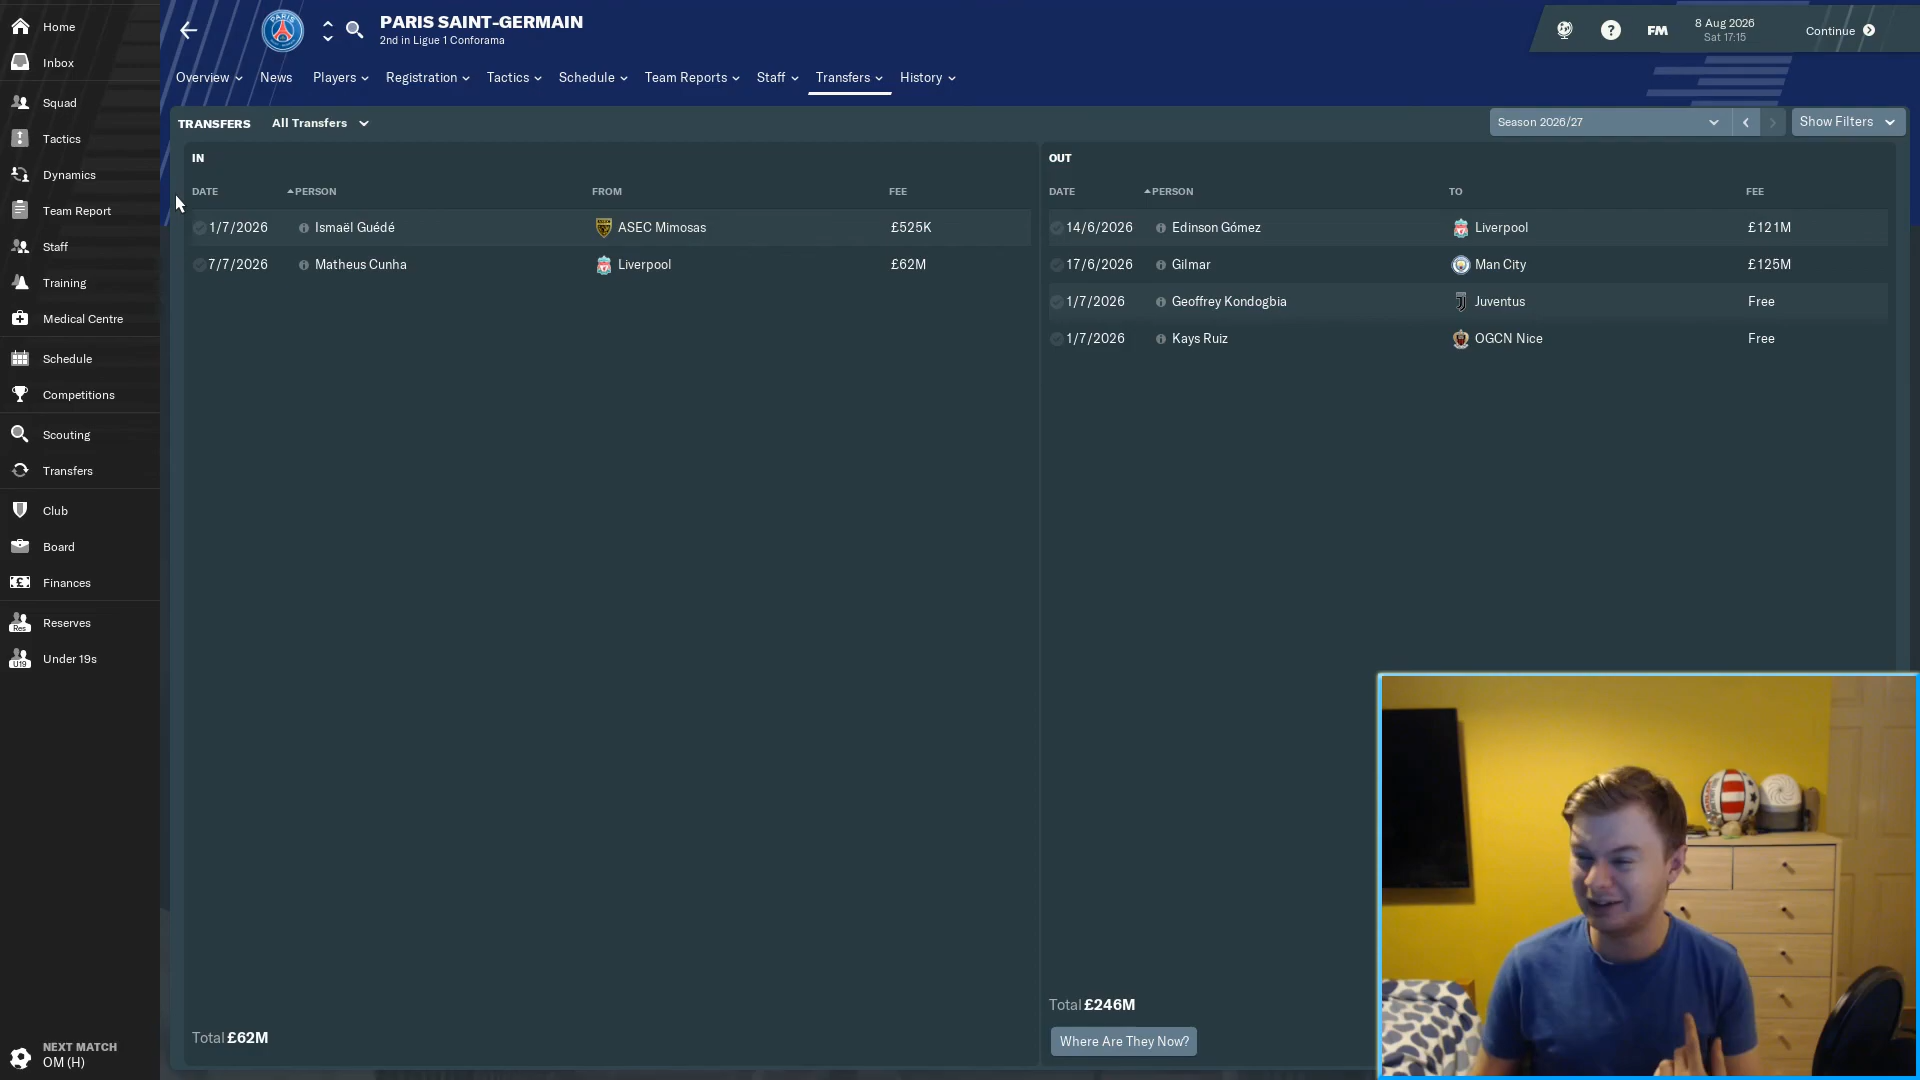 Home
Inbox
Squad
Tactics
Dynamics
Team Report
Staff
Training
Medical Centre
Schedule
Competitions
Scouting
Transfers
Club
Board
Finances
Res
Reserves
U19
Under 19s
NEXT MATCH
OM (H)
PARIS
PARIS SAINT-GERMAIN
2nd in Ligue 1 Conforama
FM
8 Aug 2026
Sat 17:15
Continue
Overview News Players Registration Tactics Schedule Team Reports Staff Transfers History
TRANSFERS All Transfers
Season 2026/27 Show Filters
IN
DATE PERSON FROM FEE
1/7/2026 Ismaël Guédé ASEC Mimosas £525K
7/7/2026 Matheus Cunha Liverpool £62M
Total £62M
OUT
DATE PERSON TO FEE
14/6/2026 Edinson Gómez Liverpool £121M
17/6/2026 Gilmar Man City £125M
1/7/2026 Geoffrey Kondogbia Juventus Free
1/7/2026 Kays Ruiz OGCN Nice Free
Total £246M
Where Are They Now?